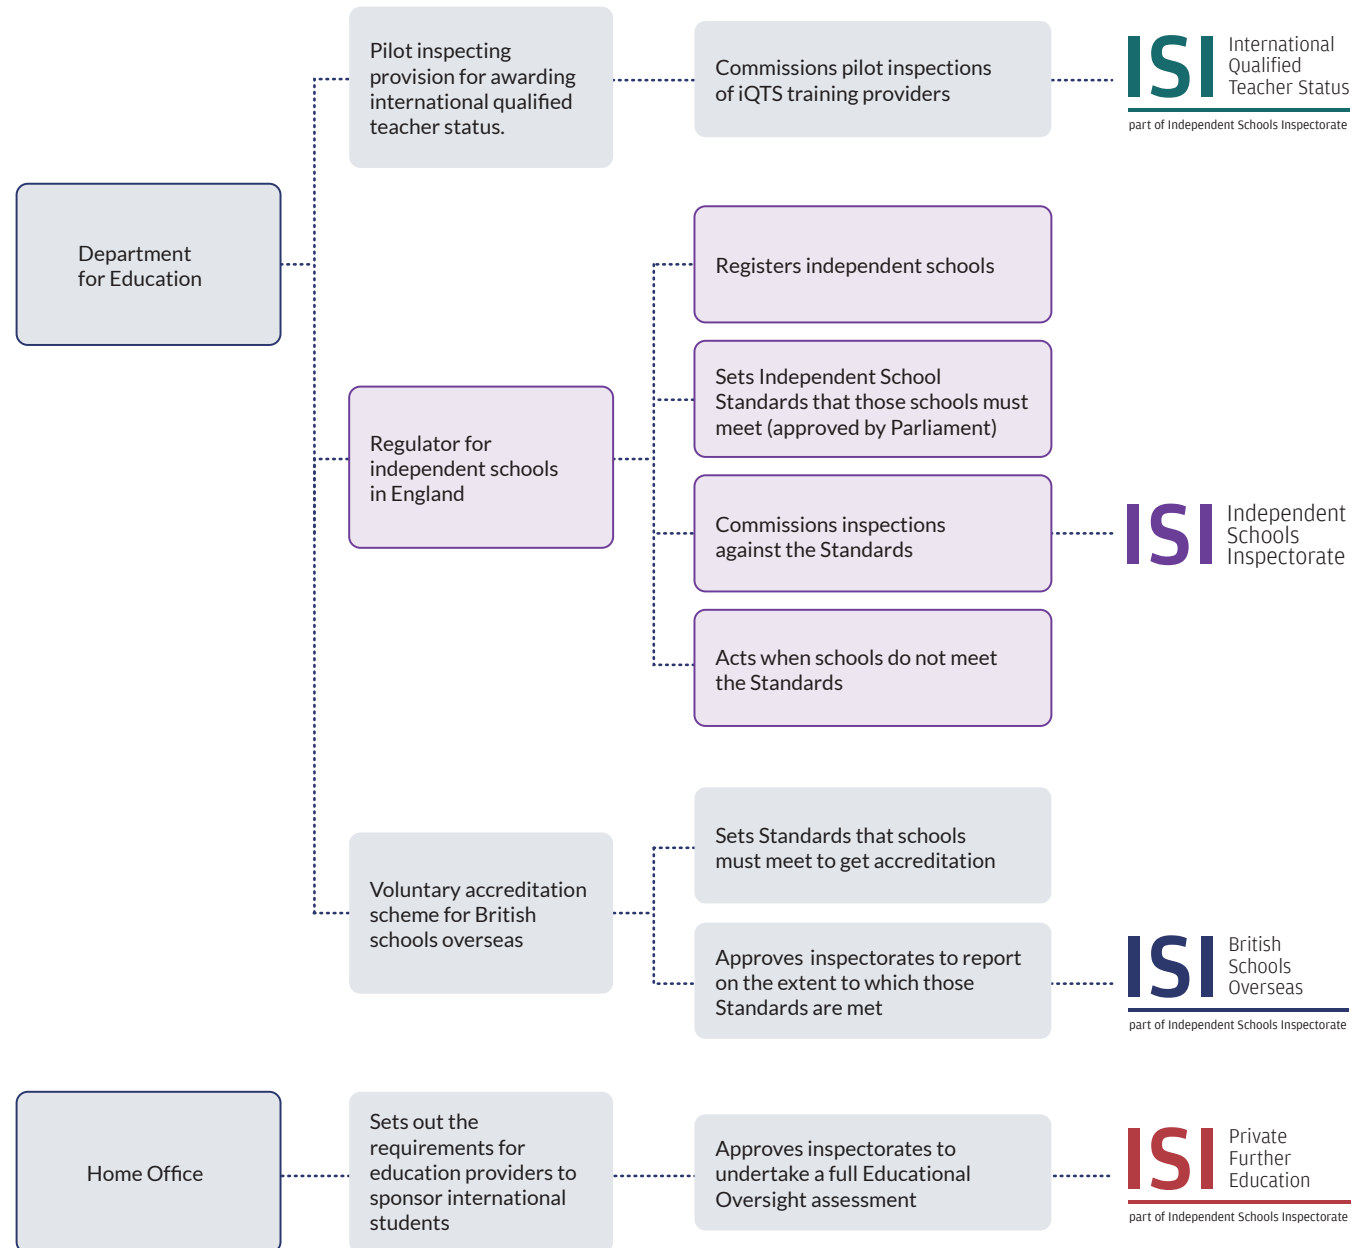 Pilot inspecting
provision for awarding
international qualified
teacher status.
Commissions pilot inspections
of iQTS training providers
ISI
International
Qualified
Teacher Status
part of Independent Schools Inspectorate
Department
for Education
Registers independent schools
Sets Independent School
Standards that those schools must
meet (approved by Parliament)
Regulator for
independent schools
in England
Commissions inspections
against the Standards
ISI
Independent
Schools
Inspectorate
Acts when schools do not meet
the Standards
Voluntary accreditation
scheme for British
schools overseas
Sets Standards that schools
must meet to get accreditation
Approves inspectorates to report
on the extent to which those
Standards are met
ISI
British
Schools
Overseas
part of Independent Schools Inspectorate
Home Office
Sets out the
requirements for
education providers to
sponsor international
students
Approves inspectorates to
undertake a full Educational
Oversight assessment
ISI
Private
Further
Education
part of Independent Schools Inspectorate